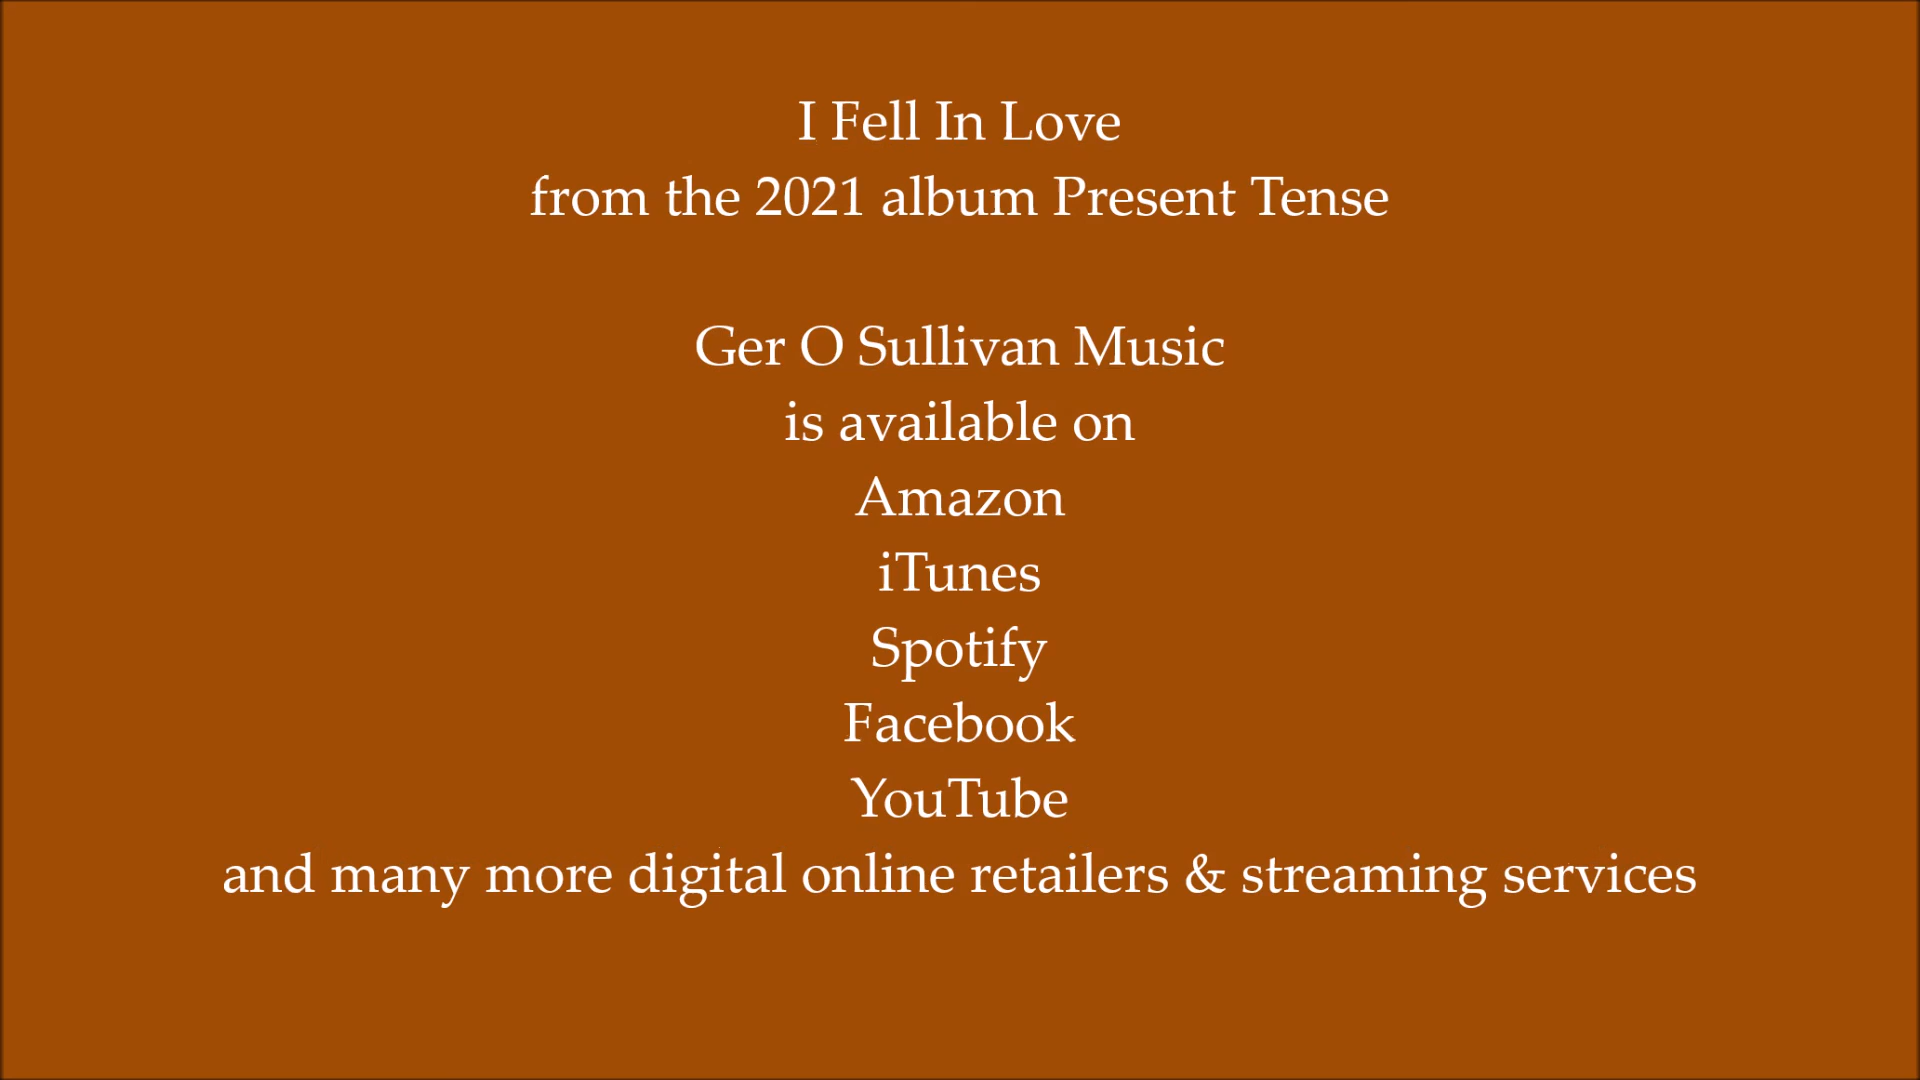 I Fell In Love
from the 2021 album Present Tense
Ger O Sullivan Music
is available on
Amazon
iTunes
Spotify
Facebook
YouTube
and many more digital online retailers & streaming services